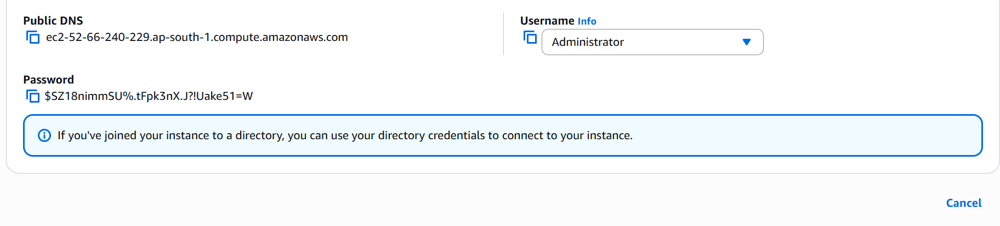 Public DNS
ec2-52-66-240-229.ap-south-1.compute.amazonaws.com
Username Info
Administrator
Password
$SZ18nimmSU%.tFpk3nX.J?!Uake51=W
If you've joined your instance to a directory, you can use your directory credentials to connect to your instance.
Cancel